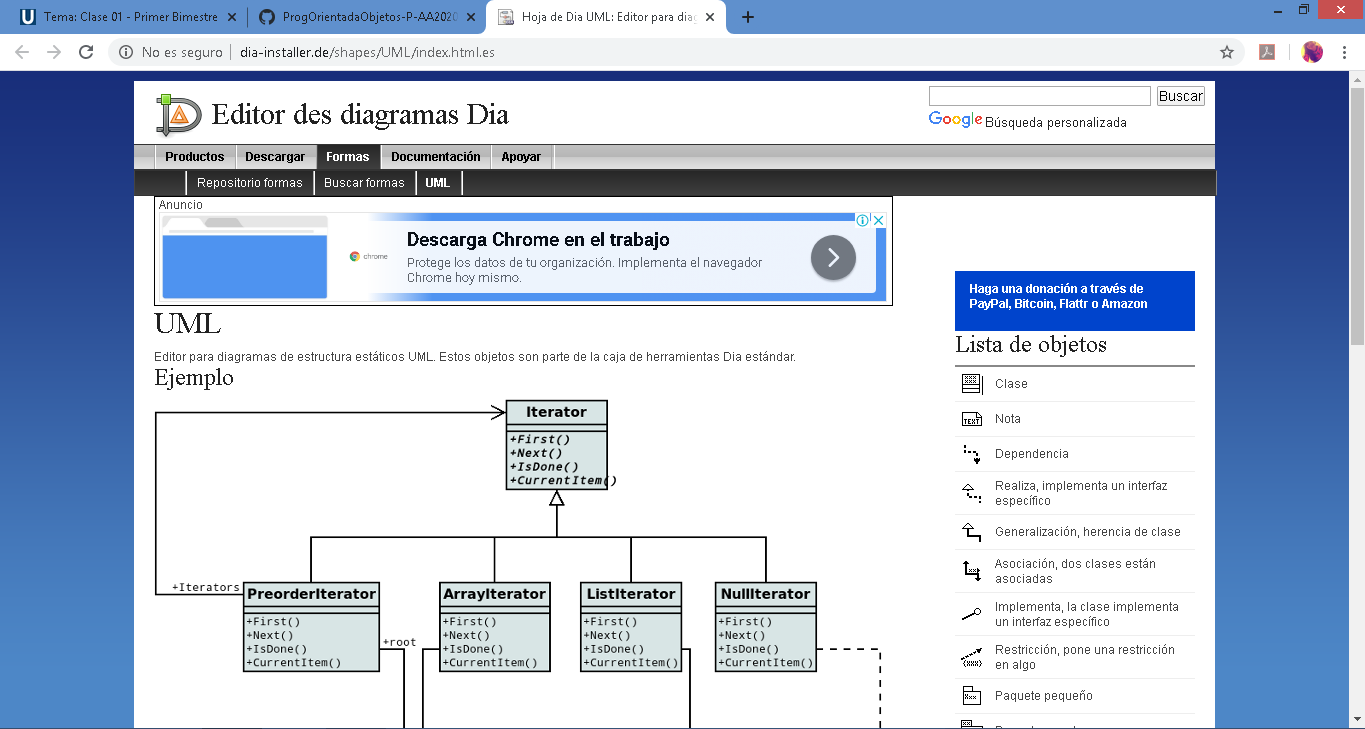 Tema: Clase 01 - Primer Bimestre
ProgOrientadaObjetos-P-AA2020
Hoja de Dia UML: Editor para diag
No es seguro
dia-installer.de/shapes/UML/index.html.es
Editor des diagramas Dia
Buscar
Google Búsqueda personalizada
Productos
Descargar
Formas
Documentación
Apoyar
Repositorio formas
Buscar formas
UML
Anuncio
chrome
Descarga Chrome en el trabajo
Protege los datos de tu organización. Implementa el navegador
Chrome hoy mismo.
Haga una donación a través de
PayPal, Bitcoin, Flattr o Amazon
UML
Editor para diagramas de estructura estáticos UML. Estos objetos son parte de la caja de herramientas Dia estándar.
Ejemplo
Iterator
+First()
+Next()
+IsDone()
+CurrentItem()
+Iterators
PreorderIterator
+First()
+Next()
+IsDone()
+CurrentItem()
+root
ArrayIterator
+First()
+Next()
+IsDone()
+CurrentItem()
ListIterator
+First()
+Next()
+IsDone()
+CurrentItem()
NullIterator
+First()
+Next()
+IsDone()
+CurrentItem()
Lista de objetos
Clase
TEXT
Nota
Dependencia
Realiza, implementa un interfaz
específico
Generalización, herencia de clase
Asociación, dos clases están
asociadas
Implementa, la clase implementa
un interfaz específico
Restricción, pone una restricción
en algo
Paquete pequeño